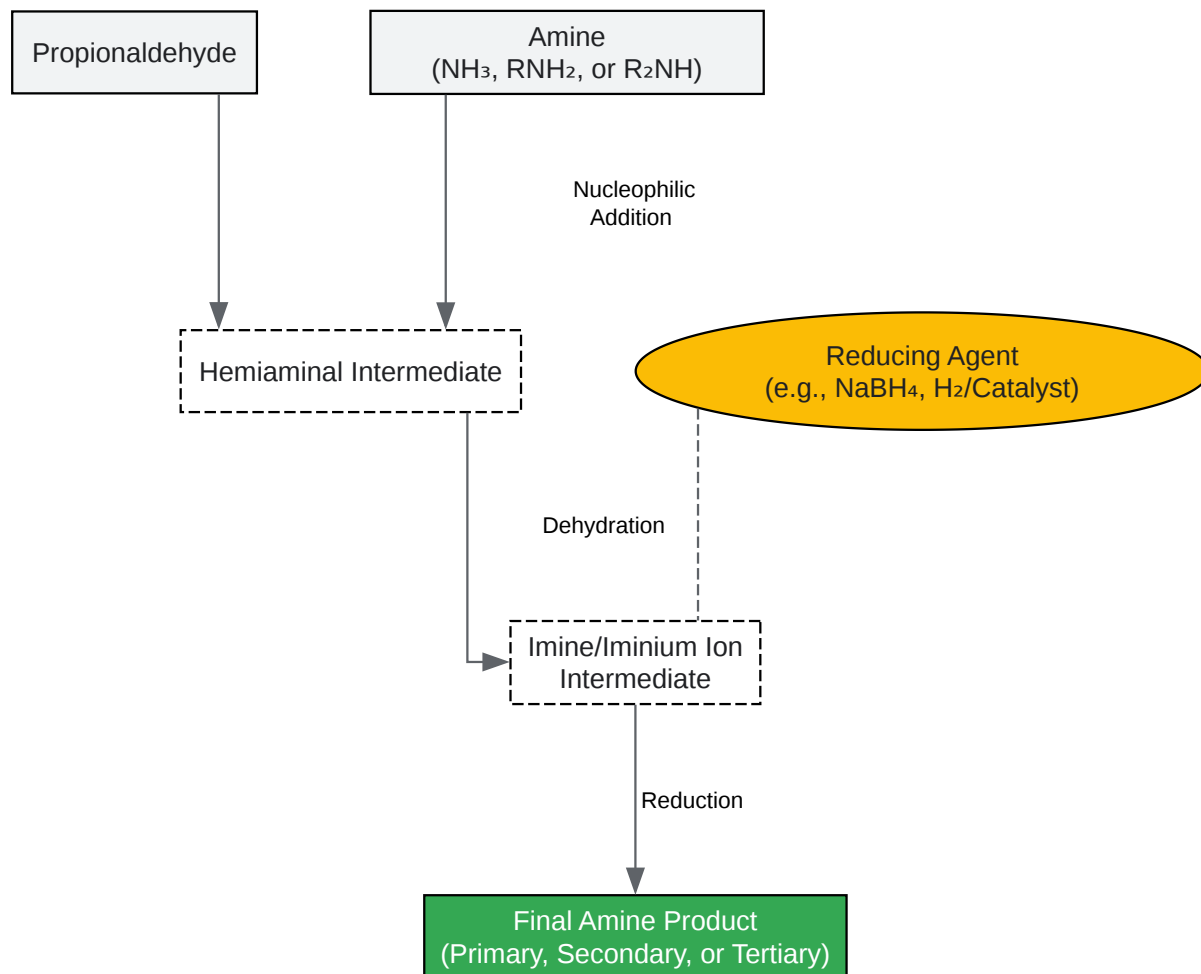 Propionaldehyde
Amine
(NH₃, RNH₂, or R₂NH)
Nucleophilic
Addition
Hemiaminal Intermediate
Reducing Agent
(e.g., NaBH₄, H₂/Catalyst)
Dehydration
Imine/Iminium Ion
Intermediate
Reduction
Final Amine Product
(Primary, Secondary, or Tertiary)